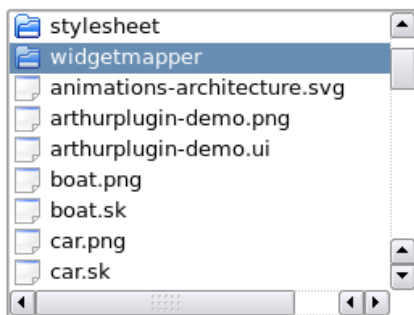 stylesheet
widgetmapper
animations-architecture.svg
arthurplugin-demo.png
arthurplugin-demo.ui
boat.png
boat.sk
car.png
car.sk